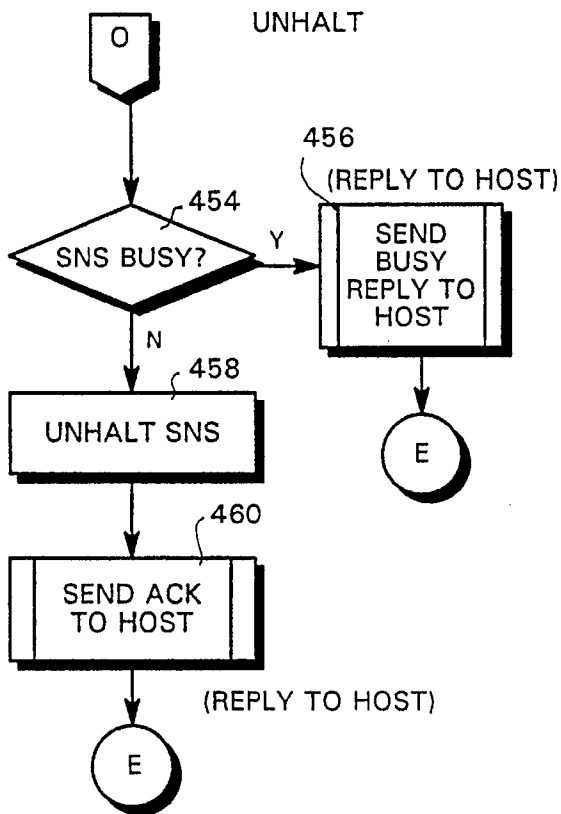 O
UNHALT
456
(REPLY TO HOST)
454
SNS BUSY?
Y
SEND
BUSY
REPLY TO
HOST
N
458
UNHALT SNS
E
460
SEND ACK
TO HOST
(REPLY TO HOST)
E